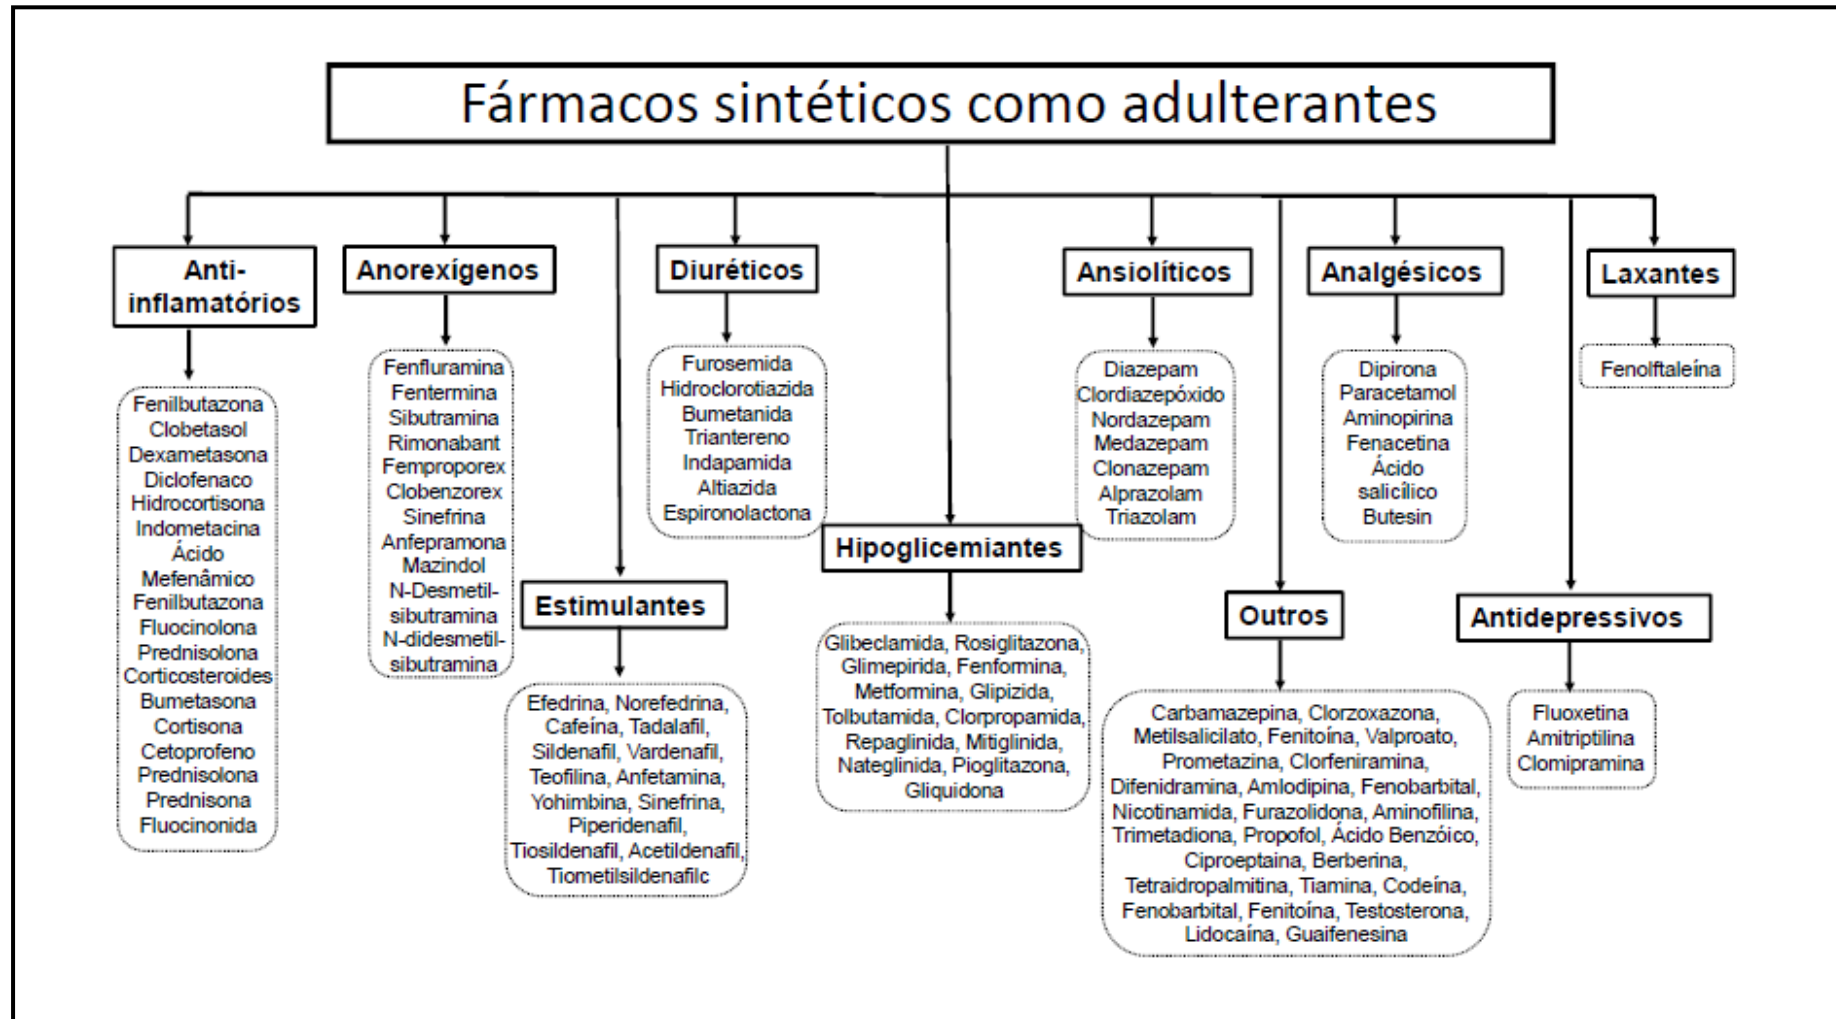 Fármacos sintéticos como adulterantes
Anti-
inflamatórios
Fenilbutazona
Clobetasol
Dexametasona
Diclofenaco
Hidrocortisona
Indometacina
Ácido
Mefenâmico
Fenilbutazona
Fluocinolona
Prednisolona
Corticosteroides
Bumetasona
Cortisona
Cetoprofeno
Prednisolona
Prednisona
Fluocinonida
Anorexígenos
Fenfluramina
Fentermina
Sibutramina
Rimonabant
Femproporex
Clobenzorex
Sinefrina
Anfepramona
Mazindol
N-Desmetil-
sibutramina
N-didesmetil-
sibutramina
Estimulantes
Efedrina, Norefedrina,
Cafeína, Tadalafil,
Sildenafil, Vardenafil,
Teofilina, Anfetamina,
Yohimbina, Sinefrina,
Piperidenafil,
Tiosildenafil, Acetildenafil,
Tiometilsildenafilc
Diuréticos
Furosemida
Hidroclorotiazida
Bumetanida
Triantereno
Indapamida
Altiazida
Espironolactona
Hipoglicemiantes
Glibeclamida, Rosiglitazona,
Glimepirida, Fenformina,
Metformina, Glipizida,
Tolbutamida, Clorpropamida,
Repaglinida, Mitiglinida,
Nateglinida, Pioglitazona,
Gliquidona
Ansiolíticos
Diazepam
Clordiazepóxido
Nordazepam
Medazepam
Clonazepam
Alprazolam
Triazolam
Outros
Carbamazepina, Clorzoxazona,
Metilsalicilato, Fenitoína, Valproato,
Prometazina, Clorfeniramina,
Difenidramina, Amlodipina, Fenobarbital,
Nicotinamida, Furazolidona, Aminofilina,
Trimetadiona, Propofol, Ácido Benzóico,
Ciproeptaina, Berberina,
Tetraidropalmitina, Tiamina, Codeína,
Fenobarbital, Fenitoína, Testosterona,
Lidocaína, Guaifenesina
Analgésicos
Dipirona
Paracetamol
Aminopirina
Fenacetina
Ácido
salicílico
Butesin
Antidepressivos
Fluoxetina
Amitriptilina
Clomipramina
Laxantes
Fenolftaleína